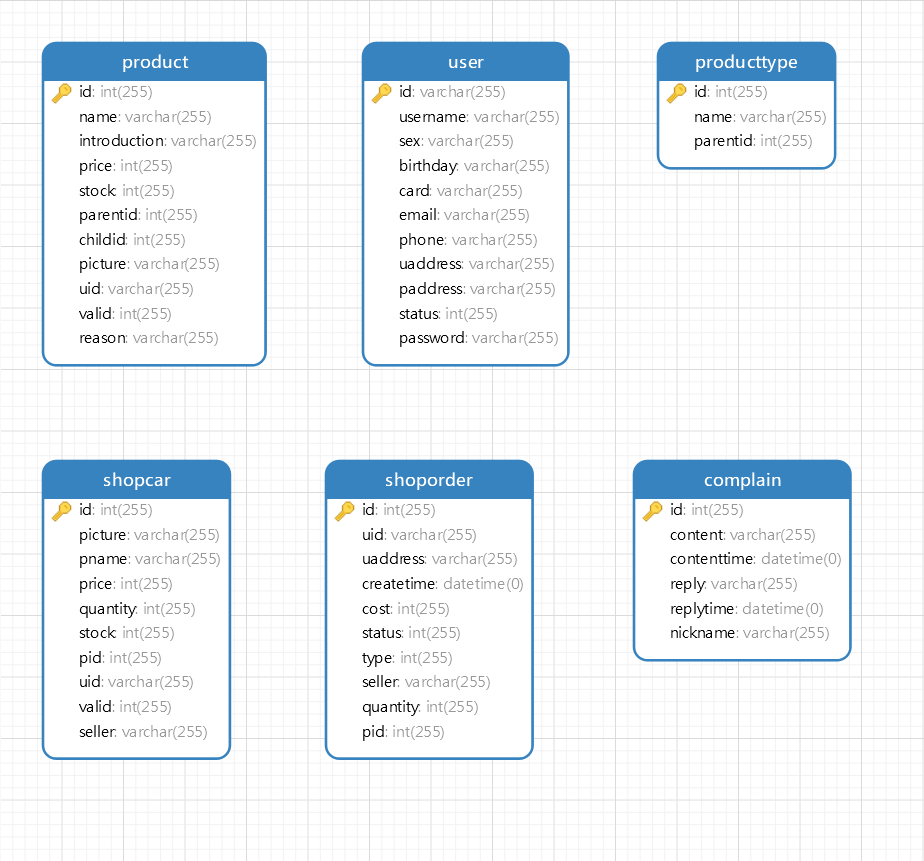 product
id: int(255)
name: varchar(255)
introduction: varchar(255)
price: int(255)
stock: int(255)
parentid: int(255)
childid: int(255)
picture: varchar(255)
uid: varchar(255)
valid: int(255)
reason: varchar(255)
user
id: varchar(255)
username: varchar(255)
sex: varchar(255)
birthday: varchar(255)
card: varchar(255)
email: varchar(255)
phone: varchar(255)
uaddress: varchar(255)
paddress: varchar(255)
status: int(255)
password: varchar(255)
producttype
id: int(255)
name: varchar(255)
parentid: int(255)
shopcar
id: int(255)
picture: varchar(255)
pname: varchar(255)
price: int(255)
quantity: int(255)
stock: int(255)
pid: int(255)
uid: varchar(255)
valid: int(255)
seller: varchar(255)
shoporder
id: int(255)
uid: varchar(255)
uaddress: varchar(255)
createtime: datetime(0)
cost: int(255)
status: int(255)
type: int(255)
seller: varchar(255)
quantity: int(255)
pid: int(255)
complain
id: int(255)
content: varchar(255)
contenttime: datetime(0)
reply: varchar(255)
replytime: datetime(0)
nickname: varchar(255)